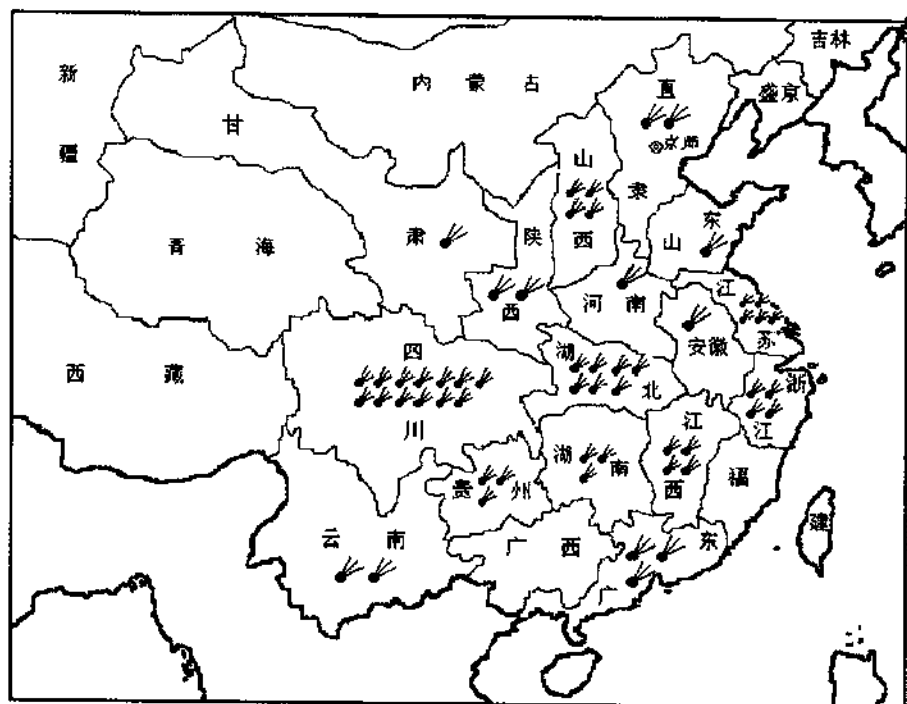 吉林
新疆
内蒙古
直隶
盛京
甘肃
京师
山西
山东
青海
陕西
河南
江苏
安徽
四川
湖北
浙江
西藏
江西
湖南
贵州
福建
云南
广西
广东